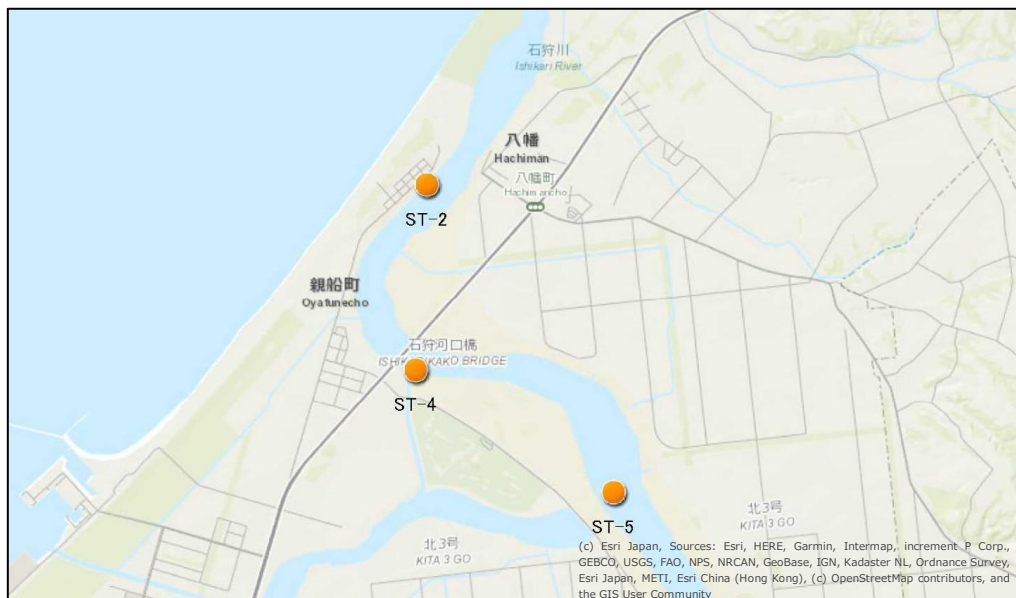 石狩川
Ishikari River
八幡
Hachiman
八幡町
Hachimancho
ST-2
親船町
Oyafunecho
石狩河口橋
ISHIKARIKAKO BRIDGE
ST-4
ST-5
北3号
KITA 3 GO
北3号
KITA 3 GO
(c) Esri Japan, Sources: Esri, HERE, Garmin, Intermap, increment P Corp.,
GEBCO, USGS, FAO, NPS, NRCAN, GeoBase, IGN, Kadaster NL, Ordnance Survey,
Esri Japan, METI, Esri China (Hong Kong), (c) OpenStreetMap contributors, and
the GIS User Community